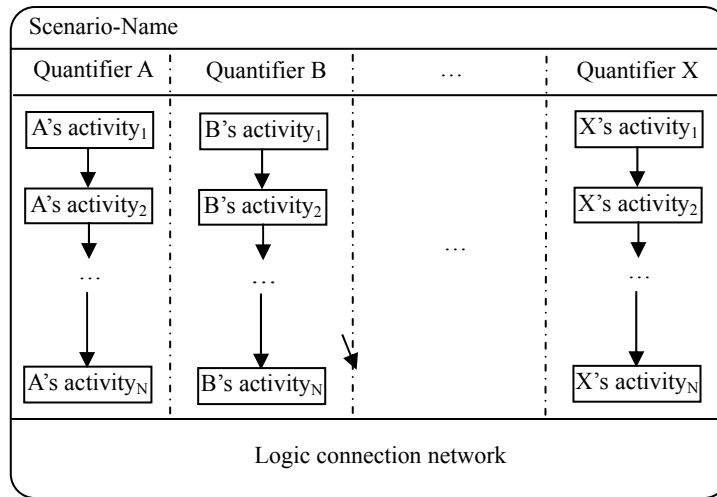 Scenario-Name
Quantifier A Quantifier B … Quantifier X
A’s activity₁ B’s activity₁ X’s activity₁
A’s activity₂ B’s activity₂ X’s activity₂
… … … …
A’s activityN B’s activityN X’s activityN
Logic connection network